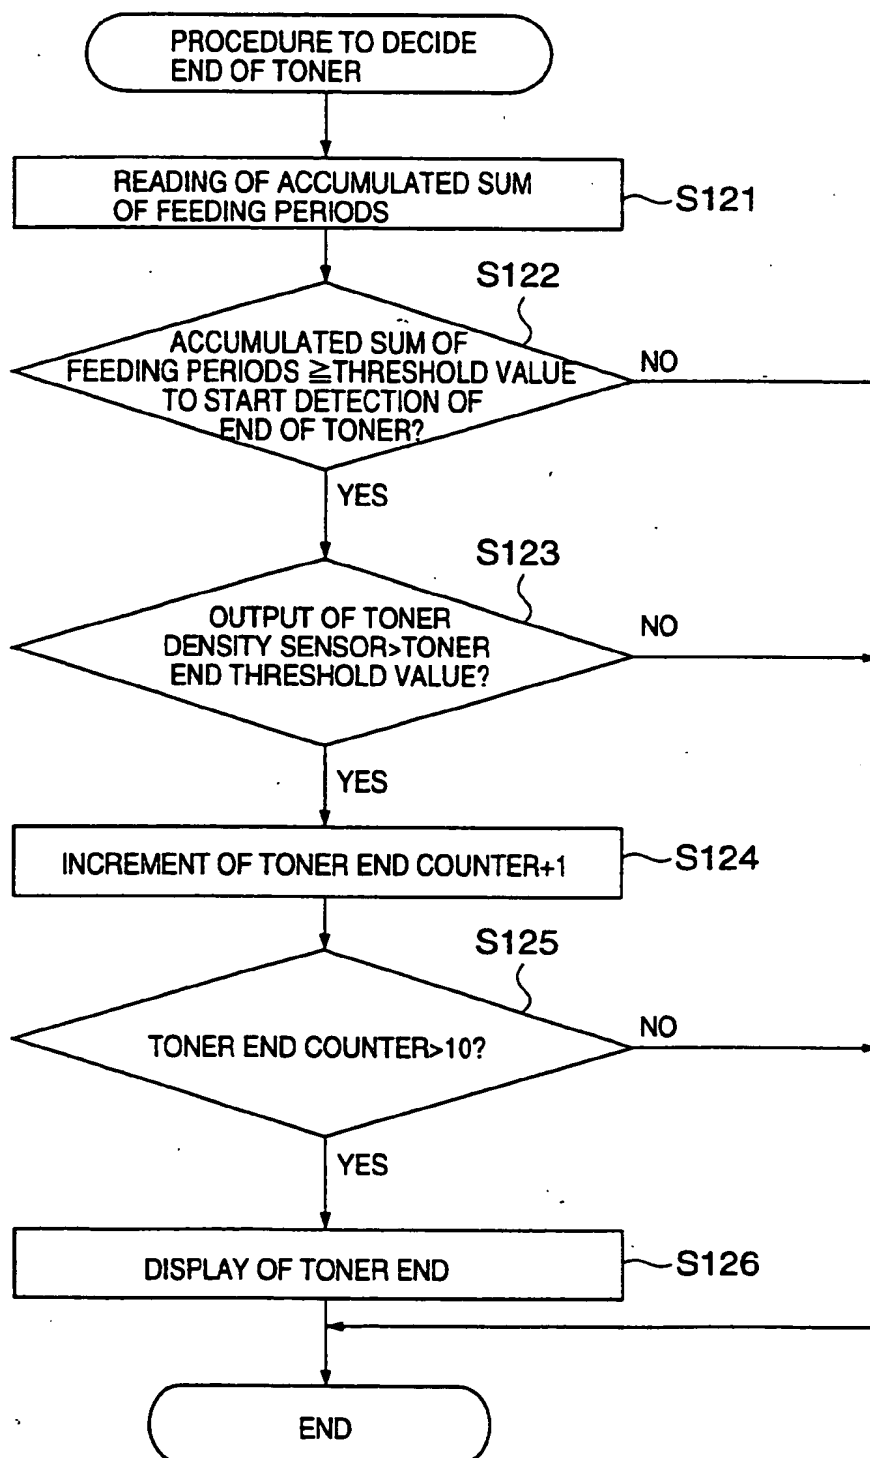 PROCEDURE TO DECIDE
END OF TONER
READING OF ACCUMULATED SUM
OF FEEDING PERIODS
S121
S122
ACCUMULATED SUM OF
FEEDING PERIODS ≧THRESHOLD VALUE
TO START DETECTION OF
END OF TONER?
NO
YES
S123
OUTPUT OF TONER
DENSITY SENSOR>TONER
END THRESHOLD VALUE?
NO
YES
INCREMENT OF TONER END COUNTER+1
S124
S125
TONER END COUNTER>10?
NO
YES
DISPLAY OF TONER END
S126
END